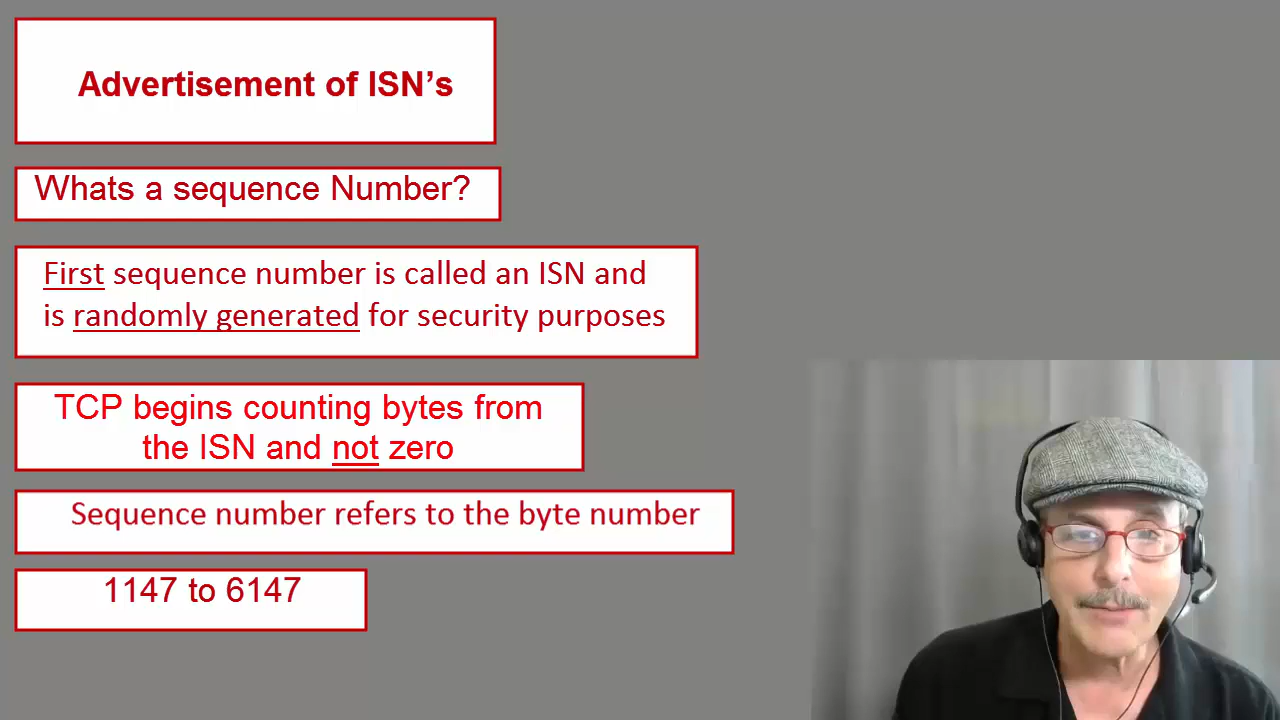 Advertisement of ISN’s
Whats a sequence Number?
First sequence number is called an ISN and
is randomly generated for security purposes
TCP begins counting bytes from
the ISN and not zero
Sequence number refers to the byte number
1147 to 6147